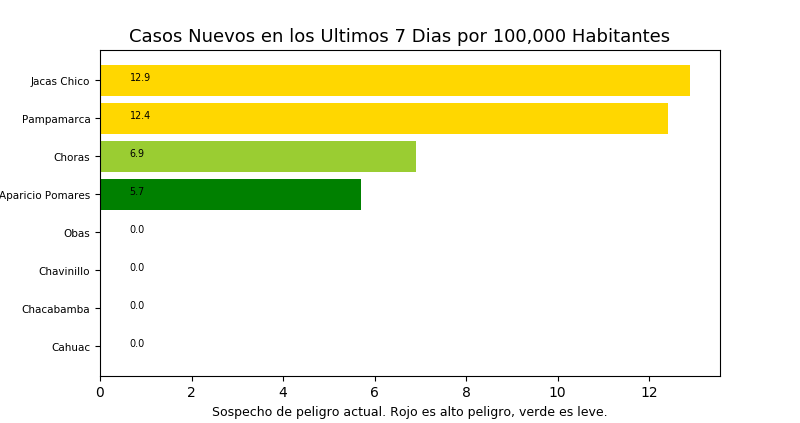 Casos Nuevos en los Ultimos 7 Dias por 100,000 Habitantes
Jacas Chico 12.9
Pampamarca 12.4
Choras 6.9
Aparicio Pomares 5.7
Obas 0.0
Chavinillo 0.0
Chacabamba 0.0
Cahuac 0.0
0 2 4 6 8 10 12
Sospecho de peligro actual. Rojo es alto peligro, verde es leve.